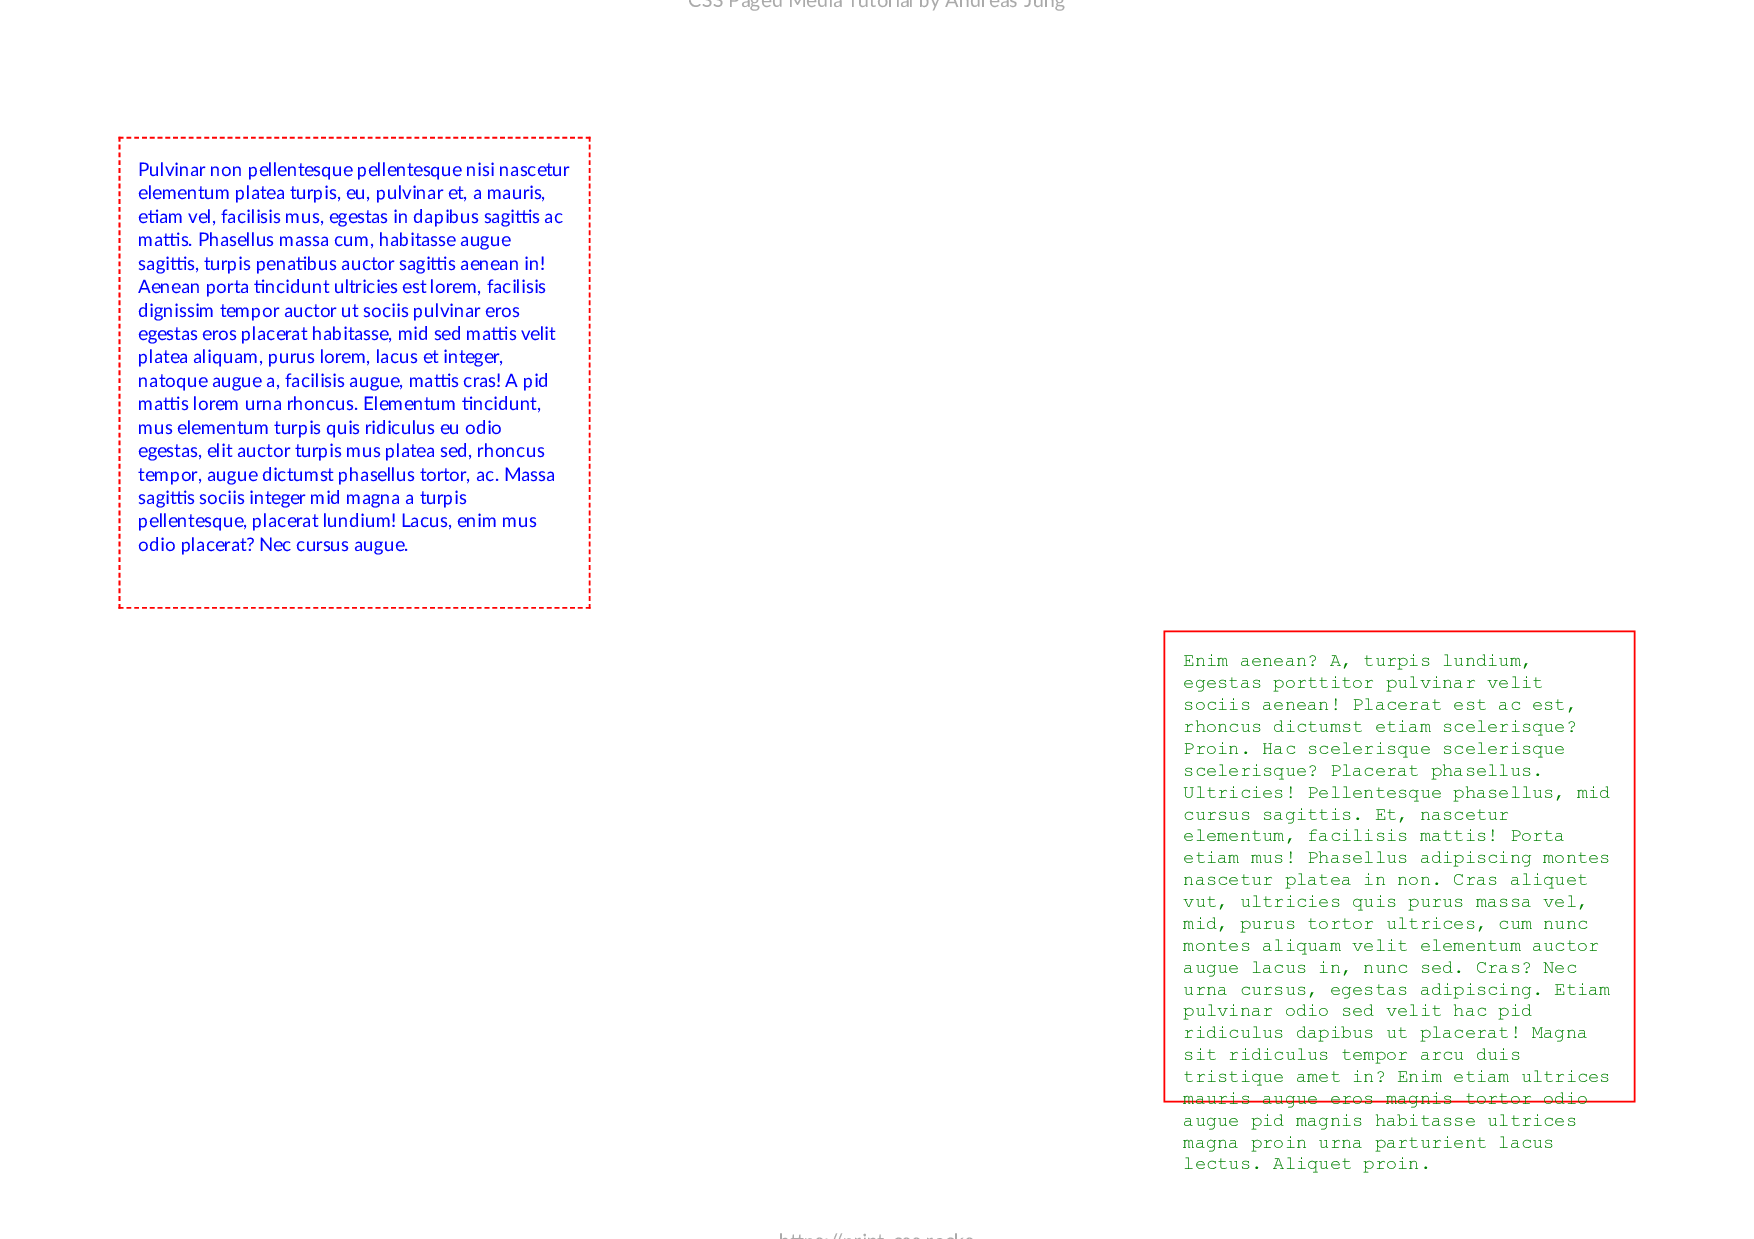 CSS Paged Media Tutorial by Andreas Jung
Pulvinar non pellentesque pellentesque nisi nascetur
elementum platea turpis, eu, pulvinar et, a mauris,
etiam vel, facilisis mus, egestas in dapibus sagittis ac
mattis. Phasellus massa cum, habitasse augue
sagittis, turpis penatibus auctor sagittis aenean in!
Aenean porta tincidunt ultricies est lorem, facilisis
dignissim tempor auctor ut sociis pulvinar eros
egestas eros placerat habitasse, mid sed mattis velit
platea aliquam, purus lorem, lacus et integer,
natoque augue a, facilisis augue, mattis cras! A pid
mattis lorem urna rhoncus. Elementum tincidunt,
mus elementum turpis quis ridiculus eu odio
egestas, elit auctor turpis mus platea sed, rhoncus
tempor, augue dictumst phasellus tortor, ac. Massa
sagittis sociis integer mid magna a turpis
pellentesque, placerat lundium! Lacus, enim mus
odio placerat? Nec cursus augue.
Enim aenean? A, turpis lundium,
egestas porttitor pulvinar velit
sociis aenean! Placerat est ac est,
rhoncus dictumst etiam scelerisque?
Proin. Hac scelerisque scelerisque
scelerisque? Placerat phasellus.
Ultricies! Pellentesque phasellus, mid
cursus sagittis. Et, nascetur
elementum, facilisis mattis! Porta
etiam mus! Phasellus adipiscing montes
nascetur platea in non. Cras aliquet
vut, ultricies quis purus massa vel,
mid, purus tortor ultrices, cum nunc
montes aliquam velit elementum auctor
augue lacus in, nunc sed. Cras? Nec
urna cursus, egestas adipiscing. Etiam
pulvinar odio sed velit hac pid
ridiculus dapibus ut placerat! Magna
sit ridiculus tempor arcu duis
tristique amet in? Enim etiam ultrices
mauris augue eros magnis tortor odio
augue pid magnis habitasse ultrices
magna proin urna parturient lacus
lectus. Aliquet proin.